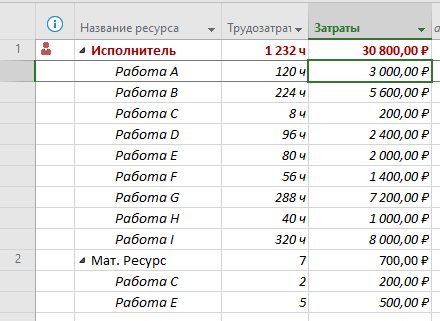 Название ресурса Трудозатрат Затраты
1 Исполнитель 1 232 ч 30 800,00 ₽
Работа A 120 ч 3 000,00 ₽
Работа B 224 ч 5 600,00 ₽
Работа C 8 ч 200,00 ₽
Работа D 96 ч 2 400,00 ₽
Работа E 80 ч 2 000,00 ₽
Работа F 56 ч 1 400,00 ₽
Работа G 288 ч 7 200,00 ₽
Работа H 40 ч 1 000,00 ₽
Работа I 320 ч 8 000,00 ₽
2 Мат. Ресурс 7 700,00 ₽
Работа C 2 200,00 ₽
Работа E 5 500,00 ₽